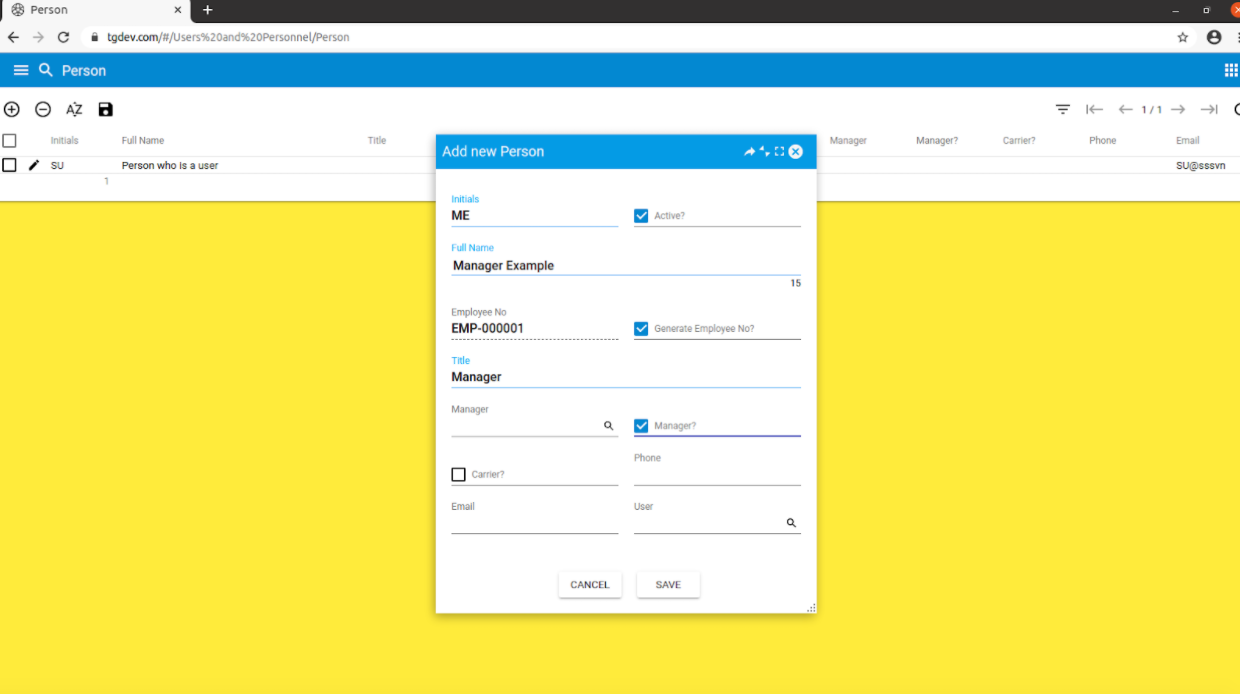 Person
tgdev.com/#/Users%20and%20Personnel/Person
Person
AZ
1 / 1
Initials Full Name Title Manager Manager? Carrier? Phone Email
SU Person who is a user SU@sssvn
1
Add new Person
Initials
ME
Active?
Full Name
Manager Example
15
Employee No
EMP-000001
Generate Employee No?
Title
Manager
Manager
Manager?
Carrier?
Phone
Email
User
CANCEL SAVE